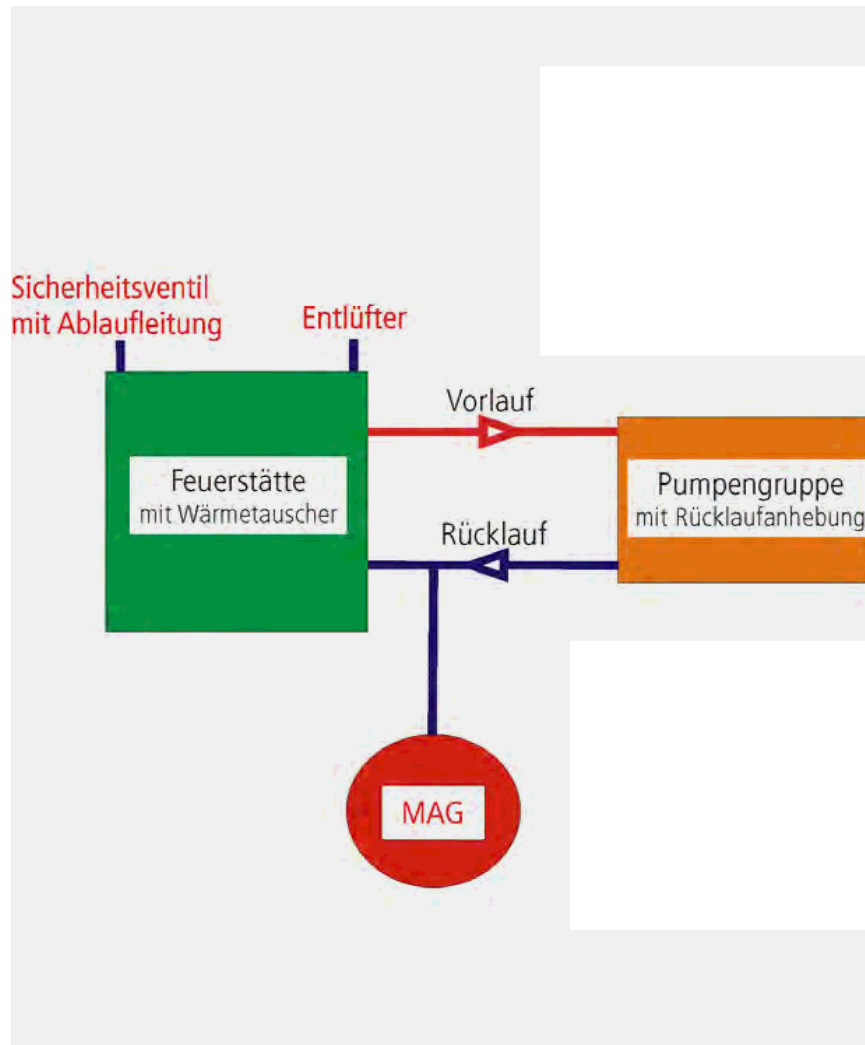 Sicherheitsventil
mit Ablaufleitung
Entlüfter
Vorlauf
Feuerstätte
mit Wärmetauscher
Pumpengruppe
mit Rücklaufanhebung
Rücklauf
MAG